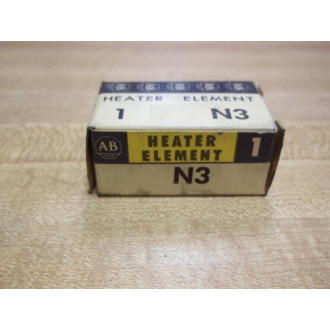 HEATER ELEMENT
1 N3
AB
HEATER
ELEMENT
1
N3